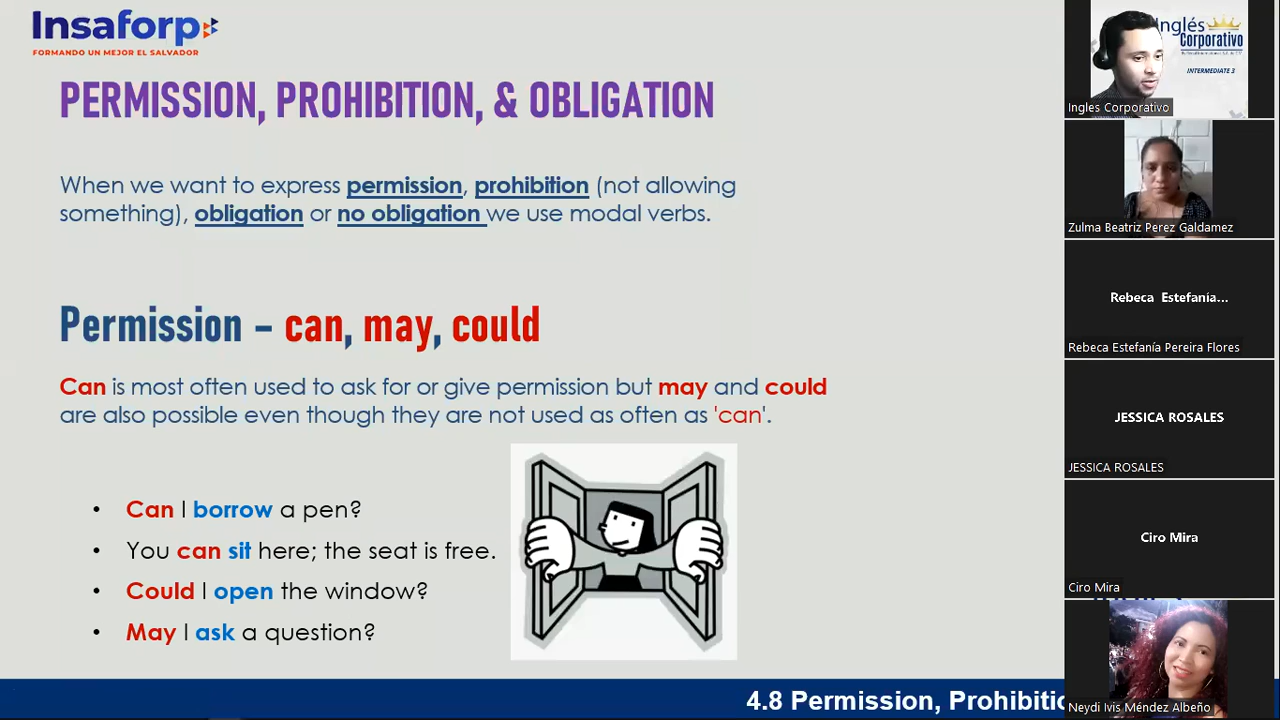 Insaforp
FORMANDO UN MEJOR EL SALVADOR
PERMISSION, PROHIBITION, & OBLIGATION
When we want to express permission, prohibition (not allowing
something), obligation or no obligation we use modal verbs.
Permission – can, may, could
Can is most often used to ask for or give permission but may and could
are also possible even though they are not used as often as 'can'.
• Can I borrow a pen?
• You can sit here; the seat is free.
• Could I open the window?
• May I ask a question?
4.8 Permission, Prohibitio
Inglés
Corporativo
INTERMEDIATE 3
Ingles Corporativo
Zulma Beatriz Perez Galdamez
Rebeca Estefanía...
Rebeca Estefanía Pereira Flores
JESSICA ROSALES
JESSICA ROSALES
Ciro Mira
Ciro Mira
Neydi Ivis Méndez Albeño